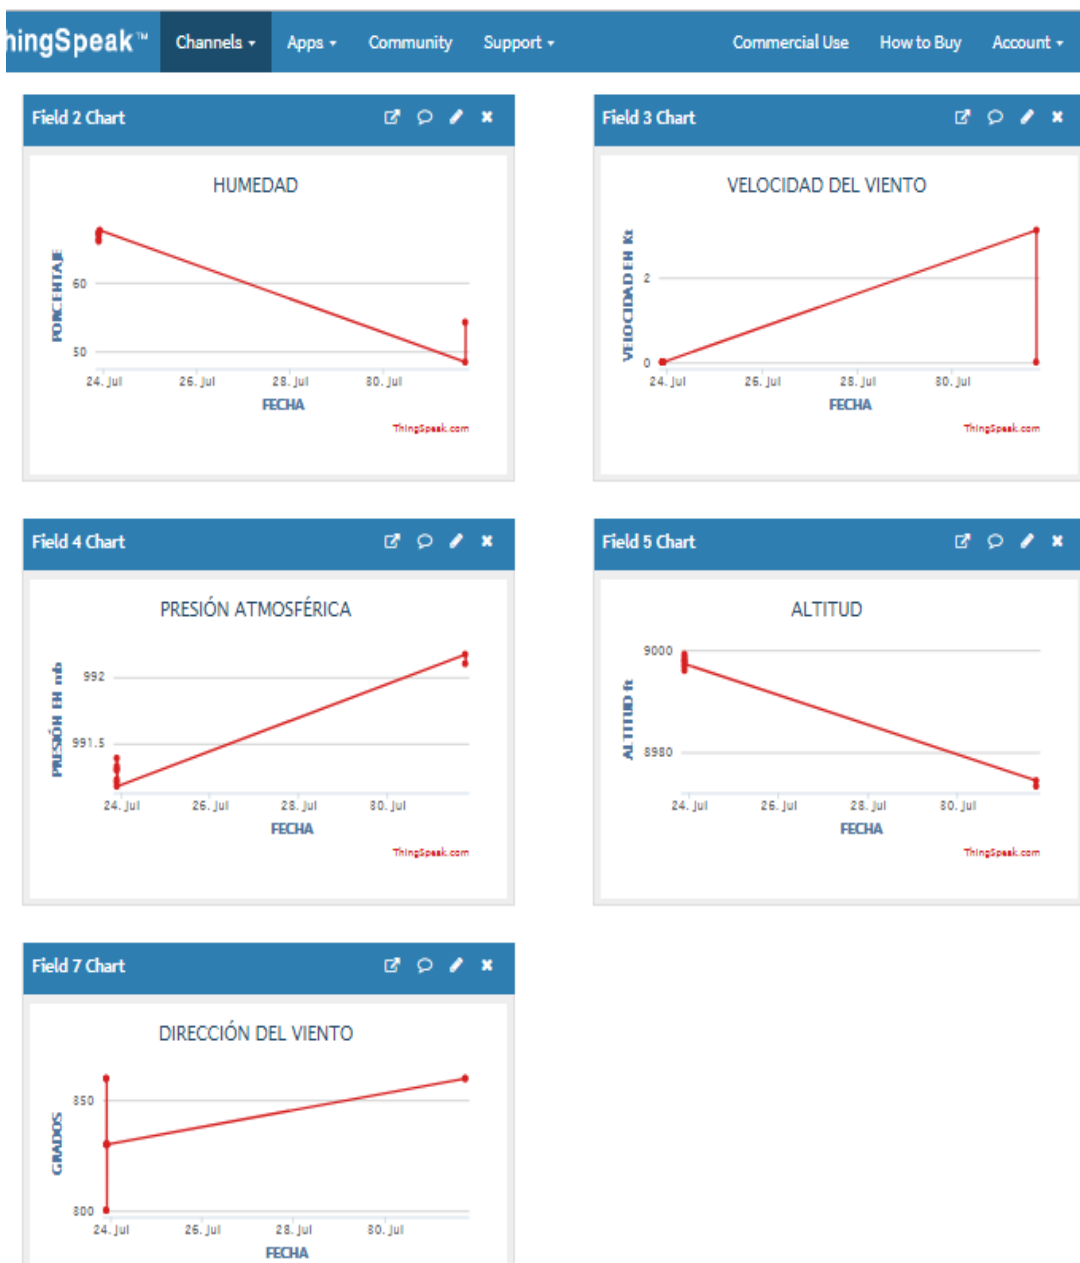 hingSpeak™ Channels Apps Community Support Commercial Use How to Buy Account
Field 2 Chart
HUMEDAD
PORCENTAJE
60
50
24. Jul 26. Jul 28. Jul 30. Jul
FECHA
ThingSpeak.com
Field 3 Chart
VELOCIDAD DEL VIENTO
VELOCIDAD EN Kt
2
0
24. Jul 26. Jul 28. Jul 30. Jul
FECHA
ThingSpeak.com
Field 4 Chart
PRESIÓN ATMOSFÉRICA
PRESIÓN EN mb
992
991.5
24. Jul 26. Jul 28. Jul 30. Jul
FECHA
ThingSpeak.com
Field 5 Chart
ALTITUD
ALTITUD ft
9000
8980
24. Jul 26. Jul 28. Jul 30. Jul
FECHA
ThingSpeak.com
Field 7 Chart
DIRECCIÓN DEL VIENTO
GRADOS
850
800
24. Jul 26. Jul 28. Jul 30. Jul
FECHA